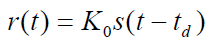 r(t) = K₀s(t − t_d)